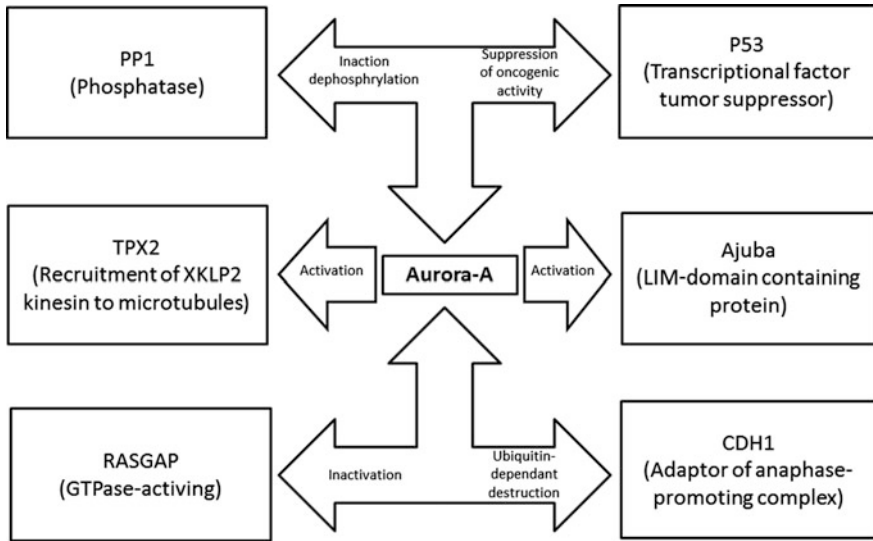 PP1
(Phosphatase)
Inaction
dephosphrylation
Suppression
of oncogenic
activity
P53
(Transcriptional factor
tumor suppressor)
TPX2
(Recruitment of XKLP2
kinesin to microtubules)
Activation
Aurora-A
Activation
Ajuba
(LIM-domain containing
protein)
RASGAP
(GTPase-activing)
Inactivation
Ubiquitin-
dependant
destruction
CDH1
(Adaptor of anaphase-
promoting complex)